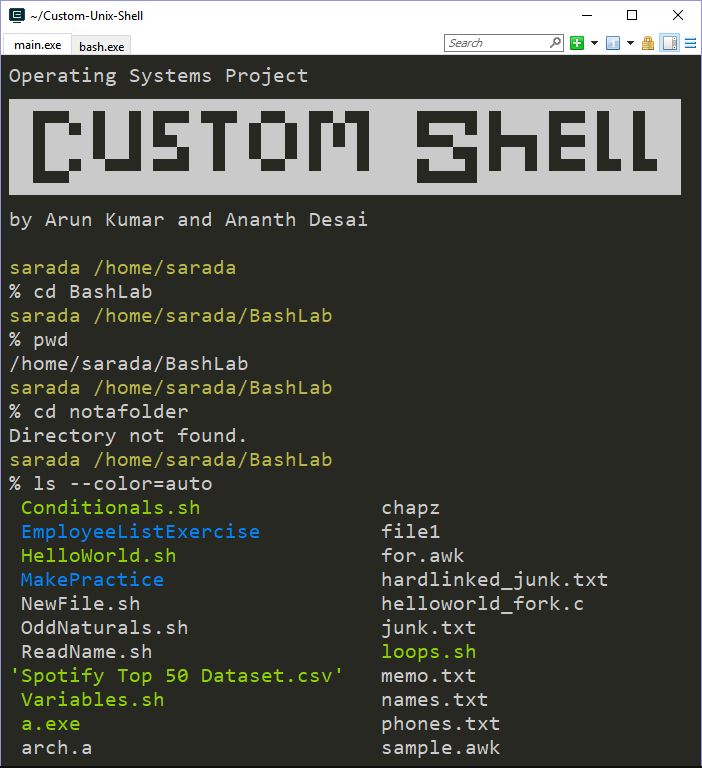 ~/Custom-Unix-Shell
main.exe bash.exe Search
Operating Systems Project
CUSTOM SHELL
by Arun Kumar and Ananth Desai
sarada /home/sarada
% cd BashLab
sarada /home/sarada/BashLab
% pwd
/home/sarada/BashLab
sarada /home/sarada/BashLab
% cd notafolder
Directory not found.
sarada /home/sarada/BashLab
% ls --color=auto
Conditionals.sh chapz
EmployeeListExercise file1
HelloWorld.sh for.awk
MakePractice hardlinked_junk.txt
NewFile.sh helloworld_fork.c
OddNaturals.sh junk.txt
ReadName.sh loops.sh
'Spotify Top 50 Dataset.csv' memo.txt
Variables.sh names.txt
a.exe phones.txt
arch.a sample.awk